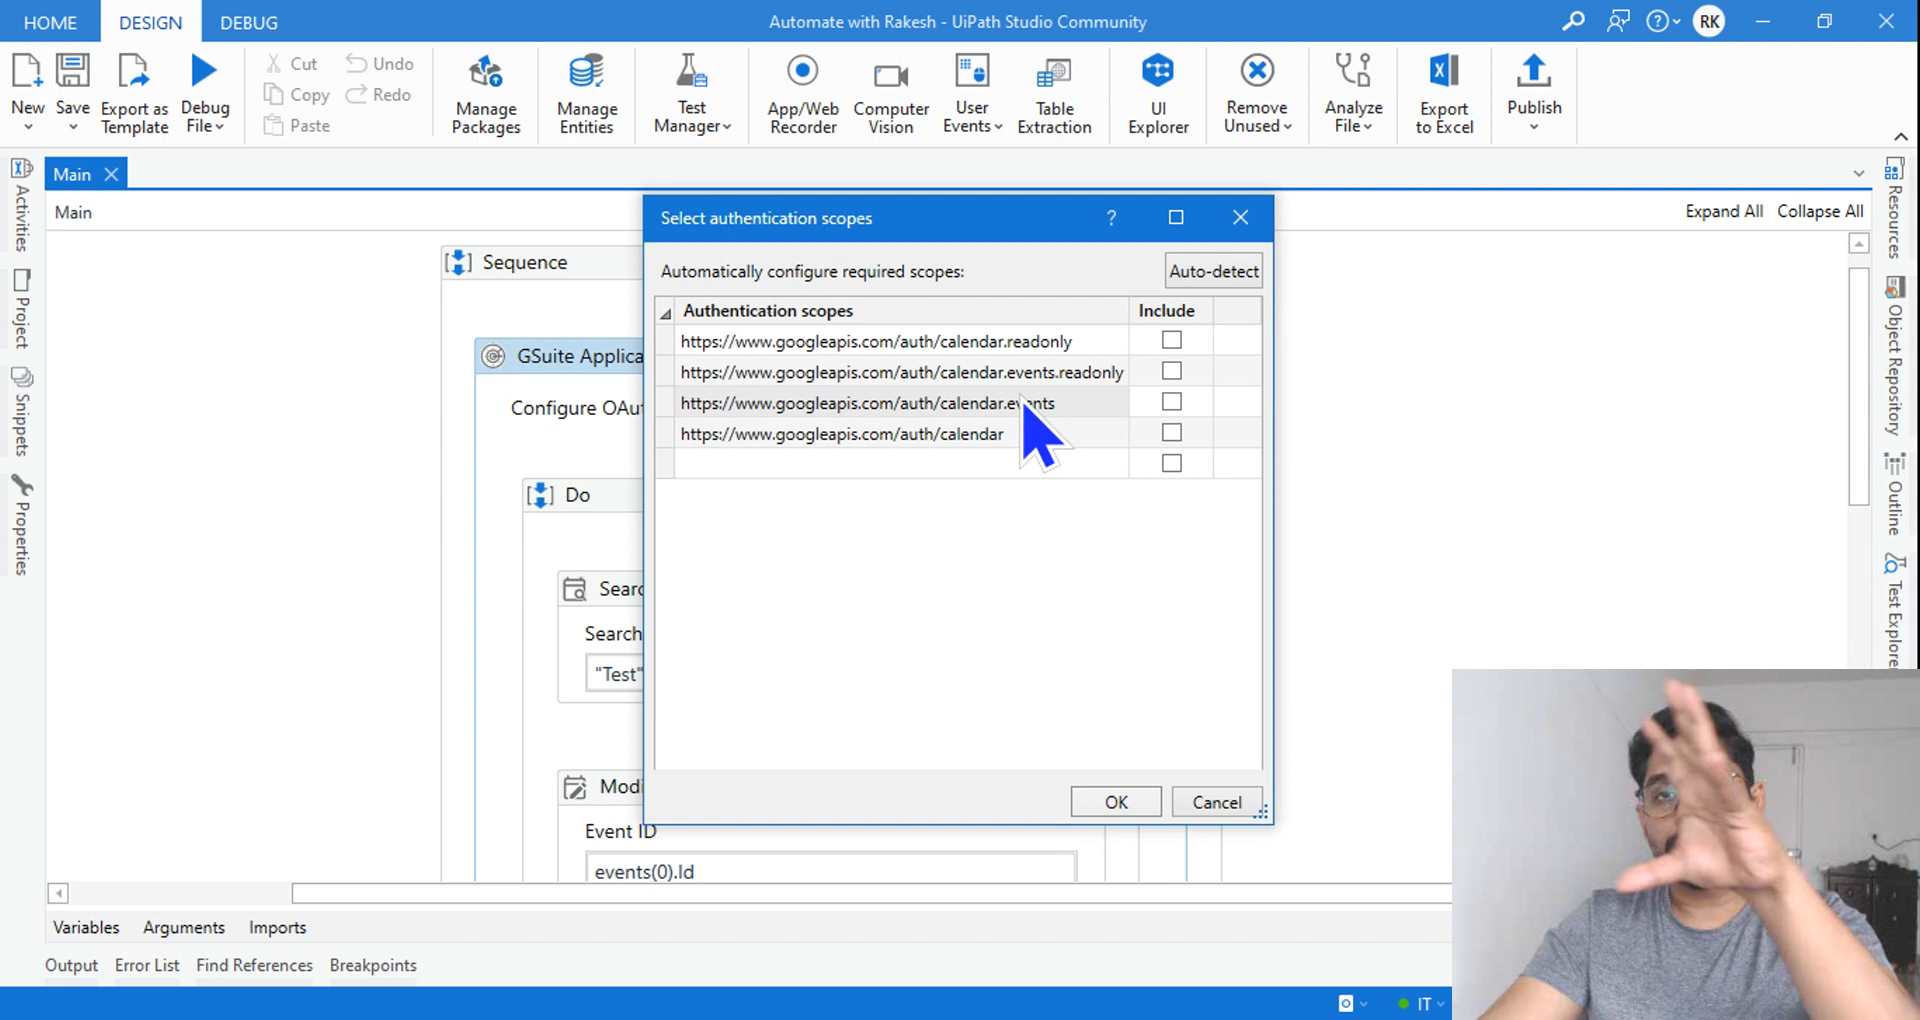 HOME DESIGN DEBUG
Automate with Rakesh - UiPath Studio Community
RK
New
Save
Export as
Template
Debug
File
Cut
Copy
Paste
Undo
Redo
Manage
Packages
Manage
Entities
Test
Manager
App/Web
Recorder
Computer
Vision
User
Events
Table
Extraction
UI
Explorer
Remove
Unused
Analyze
File
Export
to Excel
Publish
Activities
Project
Snippets
Properties
Main
Main
Expand All Collapse All
Sequence
GSuite Applica
Configure OAu
Do
Searc
Search
"Test"
Modi
Event ID
events(0).Id
Select authentication scopes
?
Automatically configure required scopes:
Auto-detect
Authentication scopes Include
https://www.googleapis.com/auth/calendar.readonly
https://www.googleapis.com/auth/calendar.events.readonly
https://www.googleapis.com/auth/calendar.events
https://www.googleapis.com/auth/calendar
OK Cancel
Resources
Object Repository
Outline
Test Explorer
Variables Arguments Imports
Output Error List Find References Breakpoints
IT